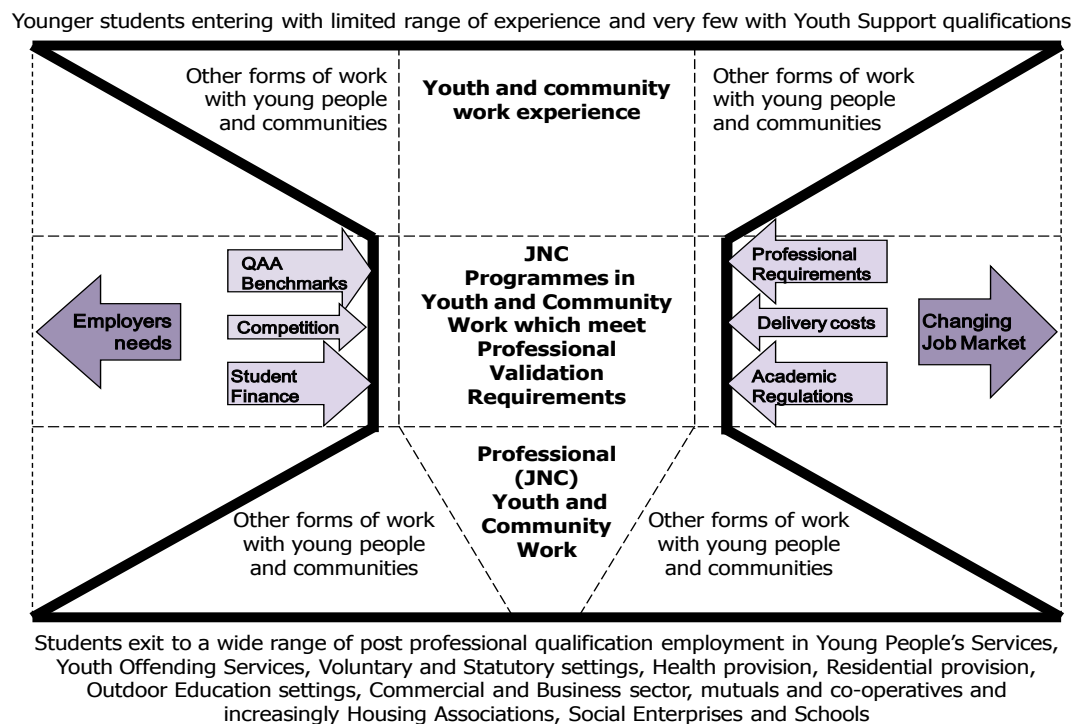 Younger students entering with limited range of experience and very few with Youth Support qualifications
Other forms of work
with young people
and communities
Youth and community
work experience
Other forms of work
with young people
and communities
Employers
needs
QAA
Benchmarks
Competition
Student
Finance
JNC
Programmes in
Youth and Community
Work which meet
Professional
Validation
Requirements
Professional
Requirements
Delivery costs
Academic
Regulations
Changing
Job Market
Other forms of work
with young people
and communities
Professional
(JNC)
Youth and
Community
Work
Other forms of work
with young people
and communities
Students exit to a wide range of post professional qualification employment in Young People’s Services,
Youth Offending Services, Voluntary and Statutory settings, Health provision, Residential provision,
Outdoor Education settings, Commercial and Business sector, mutuals and co-operatives and
increasingly Housing Associations, Social Enterprises and Schools